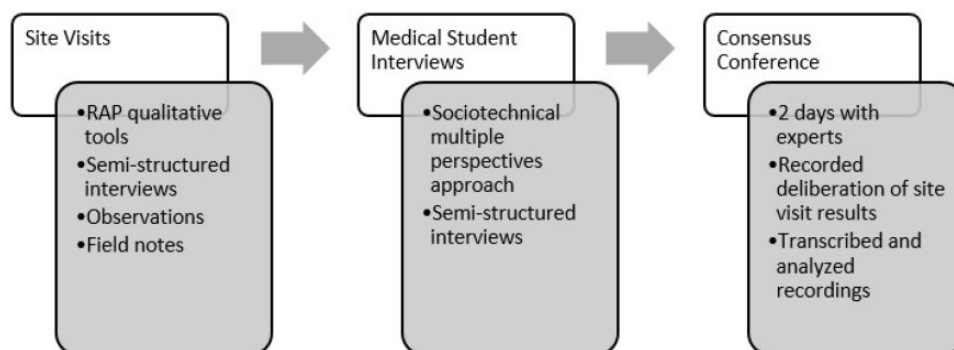 Site Visits
•RAP qualitative
tools
•Semi-structured
interviews
•Observations
•Field notes
Medical Student
Interviews
•Sociotechnical
multiple
perspectives
approach
•Semi-structured
interviews
Consensus
Conference
•2 days with
experts
•Recorded
deliberation of site
visit results
•Transcribed and
analyzed
recordings